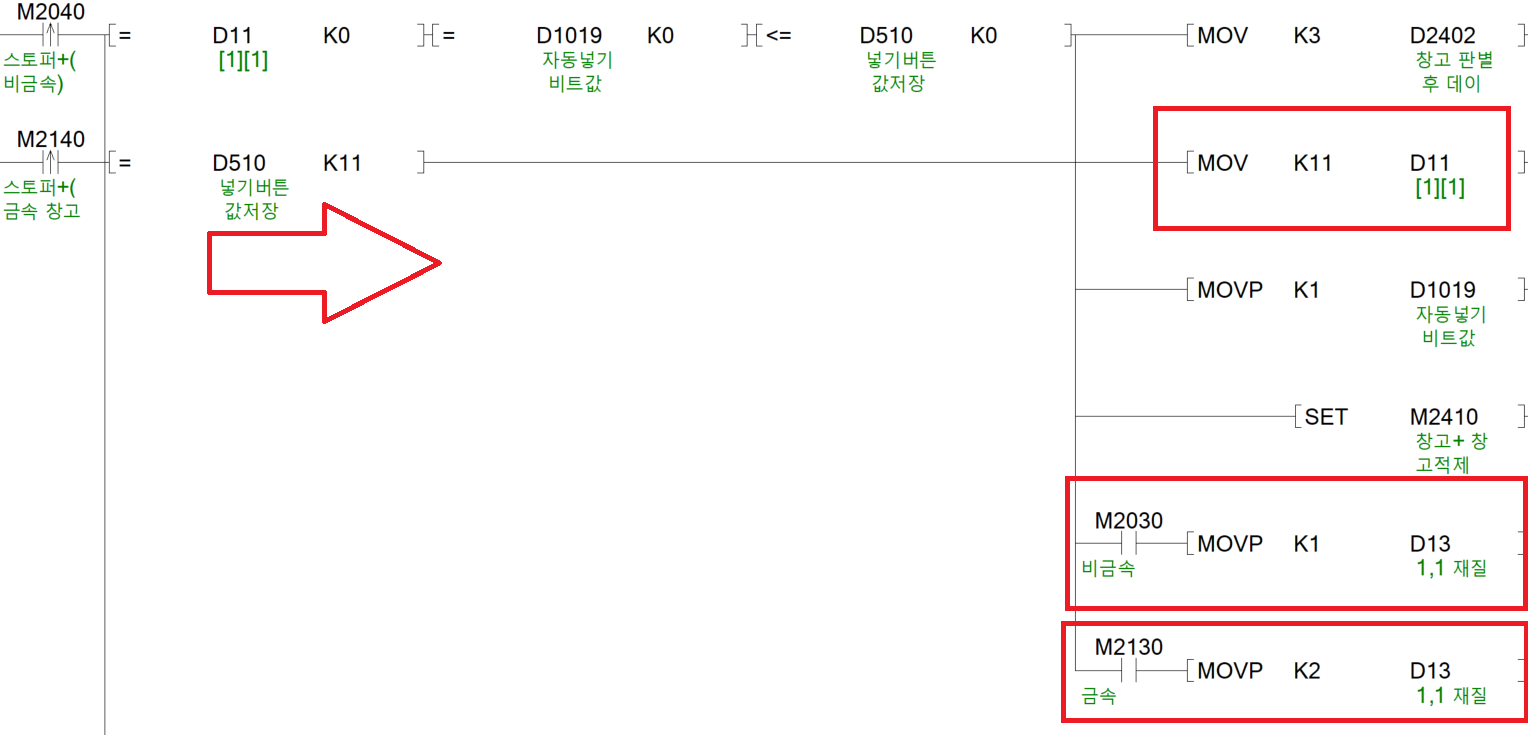 M2040
[= D11 K0 ][= D1019 K0 ][<= D510 K0 ] [MOV K3 D2402 ]
스토퍼+( [1][1] 자동넣기 넣기버튼 창고 판별
비금속) 비트값 값저장 후 데이
M2140
[= D510 K11 ] [MOV K11 D11 ]
스토퍼+( 넣기버튼 [1][1]
금속 창고 값저장
[MOVP K1 D1019 ]
자동넣기
비트값
[SET M2410 ]
창고+ 창
고적제
M2030
[MOVP K1 D13 ]
비금속 1,1 재질
M2130
[MOVP K2 D13 ]
금속 1,1 재질